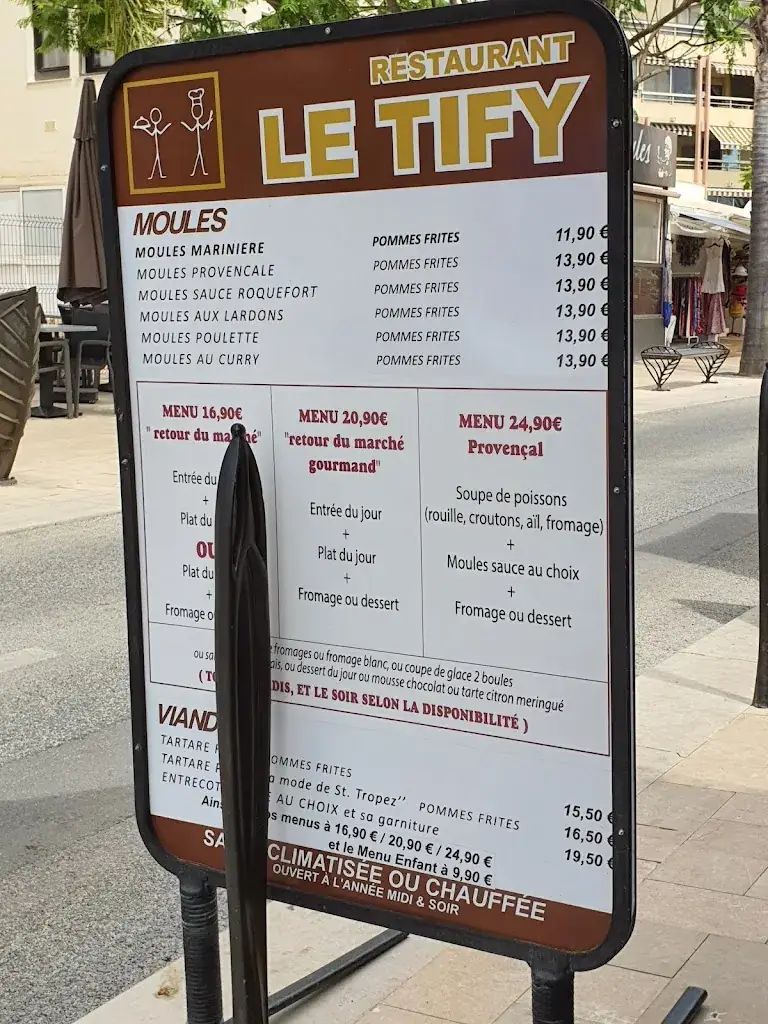 RESTAURANT
LE TIFY
MOULES
MOULES MARINIERE POMMES FRITES 11,90 €
MOULES PROVENCALE POMMES FRITES 13,90 €
MOULES SAUCE ROQUEFORT POMMES FRITES 13,90 €
MOULES AUX LARDONS POMMES FRITES 13,90 €
MOULES POULETTE POMMES FRITES 13,90 €
MOULES AU CURRY POMMES FRITES 13,90 €
MENU 16,90€
" retour du
Entrée du
+
Plat du
OU
Plat du
+
Fromage
MENU 20,90€
"retour du marché
gourmand"
Entrée du jour
+
Plat du jour
+
Fromage ou dessert
MENU 24,90€
Provençal
Soupe de poissons
(rouille, croutons, aïl, fromage)
+
Moules sauce au choix
+
Fromage ou dessert
ou fromages ou fromage blanc, ou coupe de glace 2 boules
ou dessert du jour ou mousse chocolat ou tarte citron meringué
ET LE SOIR SELON LA DISPONIBILITÉ )
TARTARE POMMES FRITES 15,50 €
TARTARE mode de St. Tropez'' POMMES FRITES 16,50 €
AU CHOIX et sa garniture 19,50 €
menus à 16,90 € / 20,90 € / 24,90 €
et le Menu Enfant à 9,90 €
CLIMATISÉE OU CHAUFFÉE
OUVERT À L'ANNÉE MIDI & SOIR